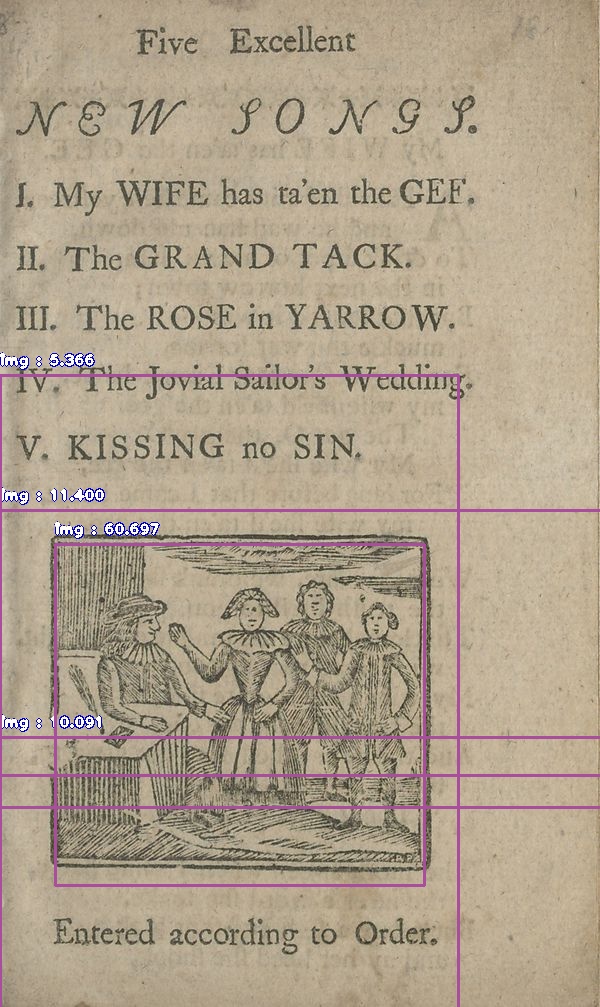 Five Excellent
NEW SONGS.
I. My WIFE has ta'en the GEE.
II. The GRAND TACK.
III. The ROSE in YARROW.
img : 5.366
IV. The Jovial Sailor's Wedding.
V. KISSING no SIN.
img : 11.400
img : 60.697
img : 10.091
Entered according to Order.